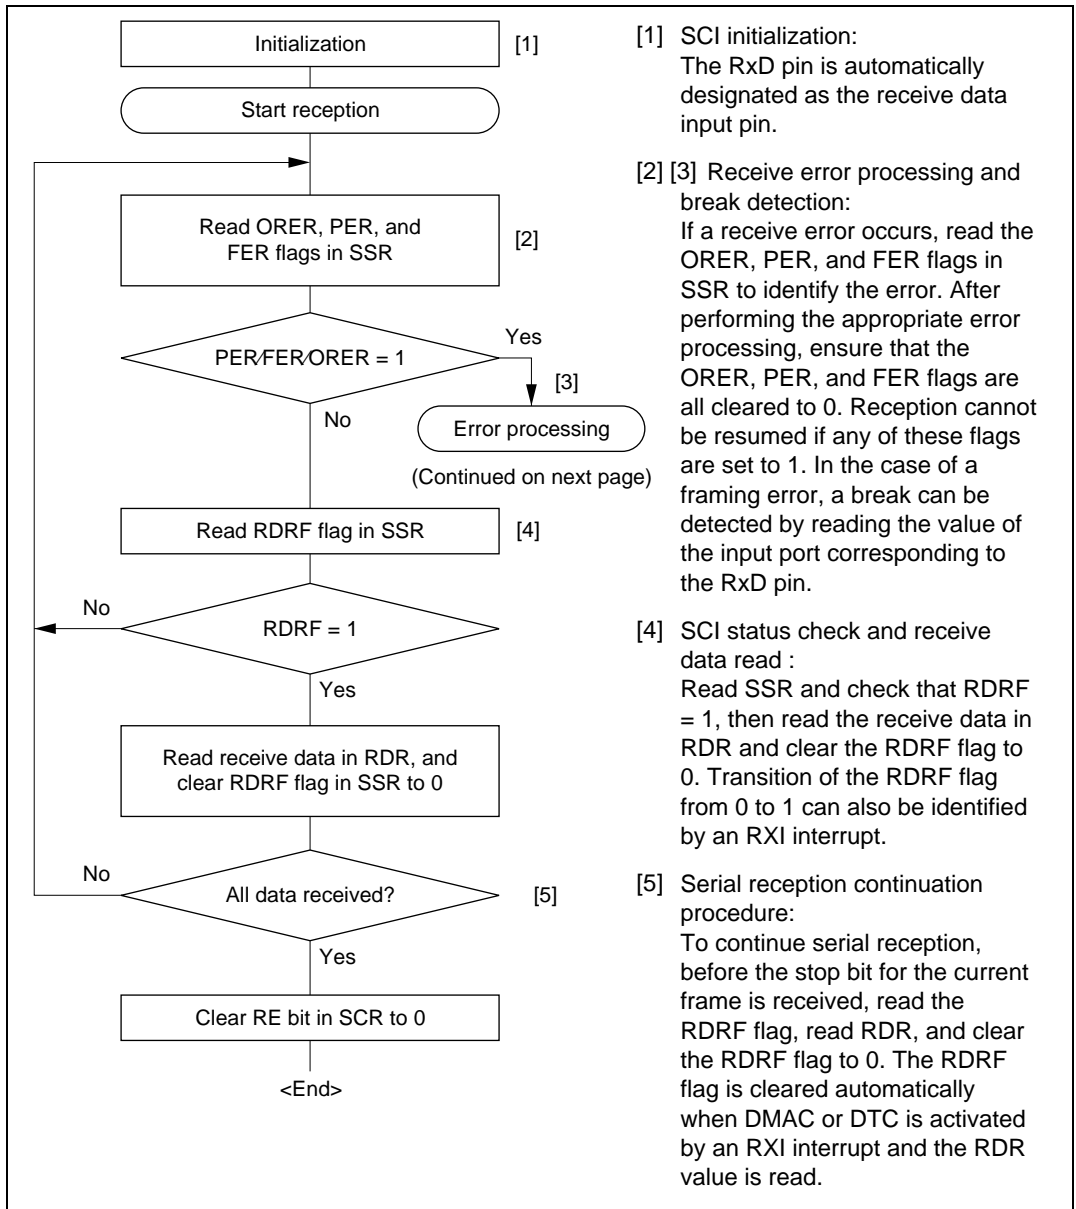 Initialization
[1]
Start reception
Read ORER, PER, and
FER flags in SSR
[2]
PER/FER/ORER = 1
Yes
[3]
No
Error processing
(Continued on next page)
Read RDRF flag in SSR
[4]
No
RDRF = 1
Yes
Read receive data in RDR, and
clear RDRF flag in SSR to 0
No
All data received?
[5]
Yes
Clear RE bit in SCR to 0
<End>
[1] SCI initialization:
The RxD pin is automatically
designated as the receive data
input pin.
[2] [3] Receive error processing and
break detection:
If a receive error occurs, read the
ORER, PER, and FER flags in
SSR to identify the error. After
performing the appropriate error
processing, ensure that the
ORER, PER, and FER flags are
all cleared to 0. Reception cannot
be resumed if any of these flags
are set to 1. In the case of a
framing error, a break can be
detected by reading the value of
the input port corresponding to
the RxD pin.
[4] SCI status check and receive
data read :
Read SSR and check that RDRF
= 1, then read the receive data in
RDR and clear the RDRF flag to
0. Transition of the RDRF flag
from 0 to 1 can also be identified
by an RXI interrupt.
[5] Serial reception continuation
procedure:
To continue serial reception,
before the stop bit for the current
frame is received, read the
RDRF flag, read RDR, and clear
the RDRF flag to 0. The RDRF
flag is cleared automatically
when DMAC or DTC is activated
by an RXI interrupt and the RDR
value is read.